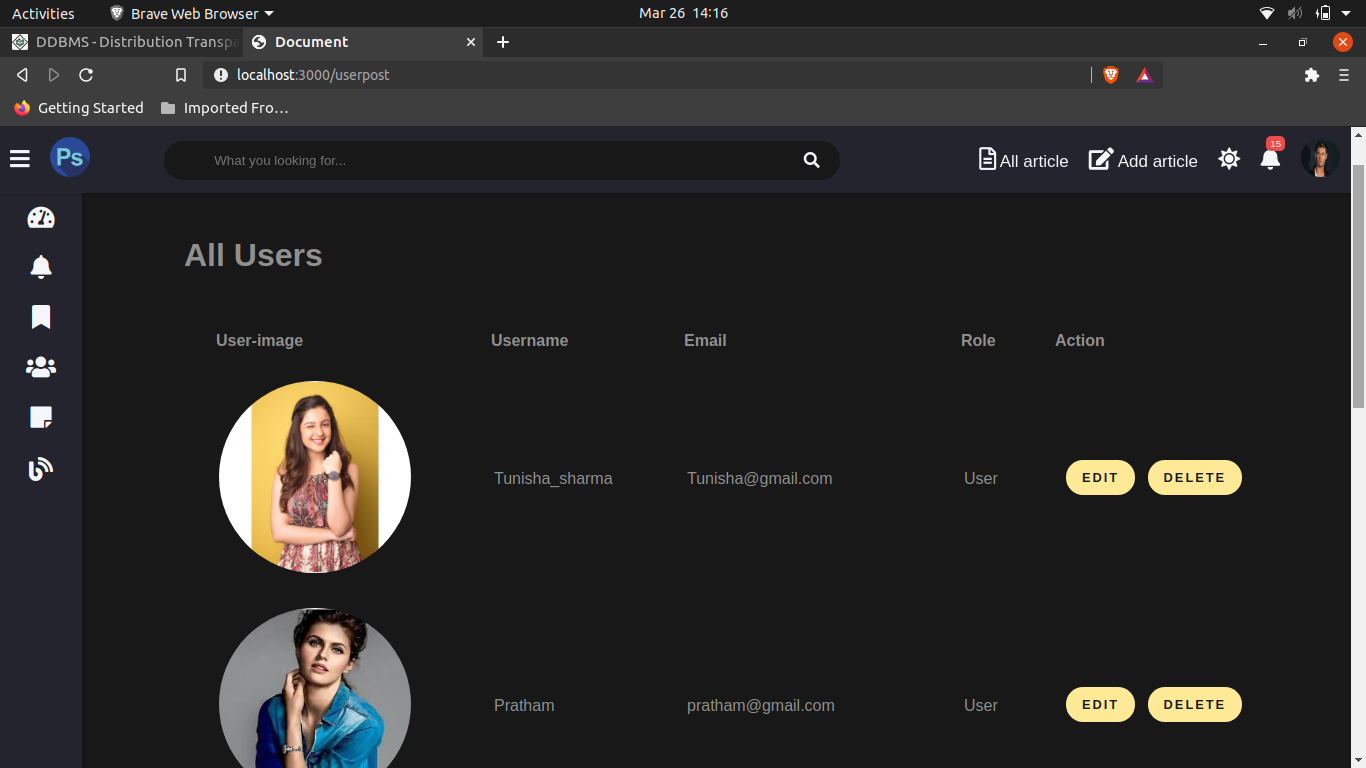 Activities
Brave Web Browser
Mar 26 14:16
DDBMS - Distribution Transpa
Document
localhost:3000/userpost
Getting Started
Imported Fro…
Ps
What you looking for...
All article
Add article
15
All Users
User-image
Username
Email
Role
Action
Tunisha_sharma
Tunisha@gmail.com
User
EDIT
DELETE
Pratham
pratham@gmail.com
User
EDIT
DELETE